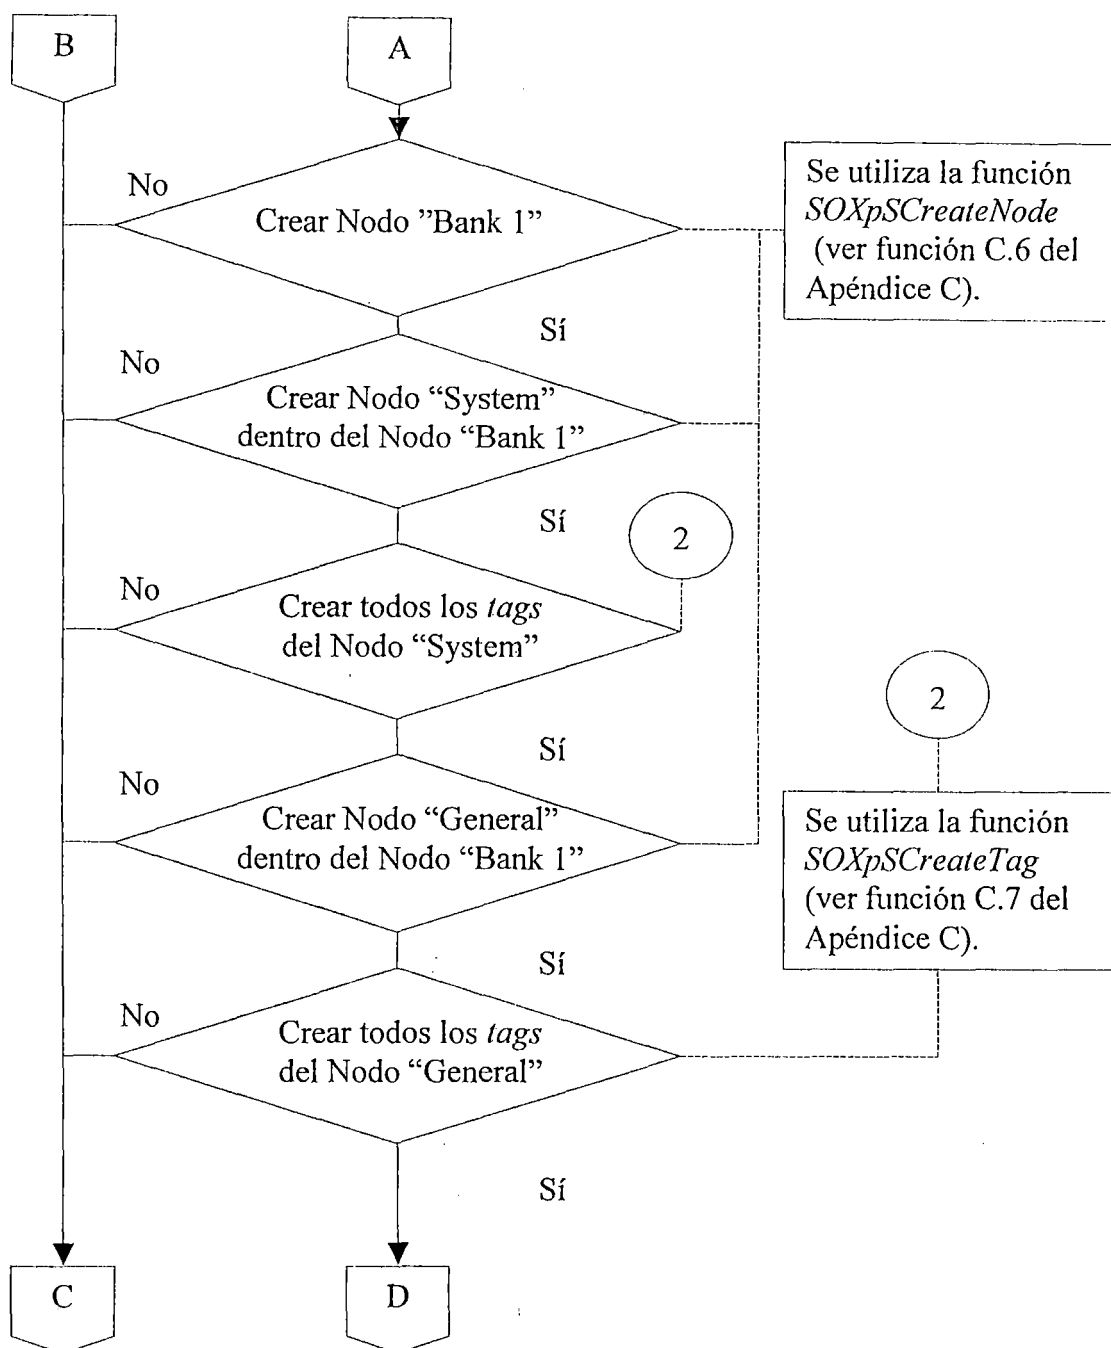 B
A
No
Crear Nodo ”Bank 1”
Se utiliza la función
SOXpSCreateNode
(ver función C.6 del
Apéndice C).
Sí
No
Crear Nodo “System”
dentro del Nodo “Bank 1”
Sí
2
No
Crear todos los tags
del Nodo “System”
2
Sí
No
Crear Nodo “General”
dentro del Nodo “Bank 1”
Se utiliza la función
SOXpSCreateTag
(ver función C.7 del
Apéndice C).
Sí
No
Crear todos los tags
del Nodo “General”
Sí
C
D